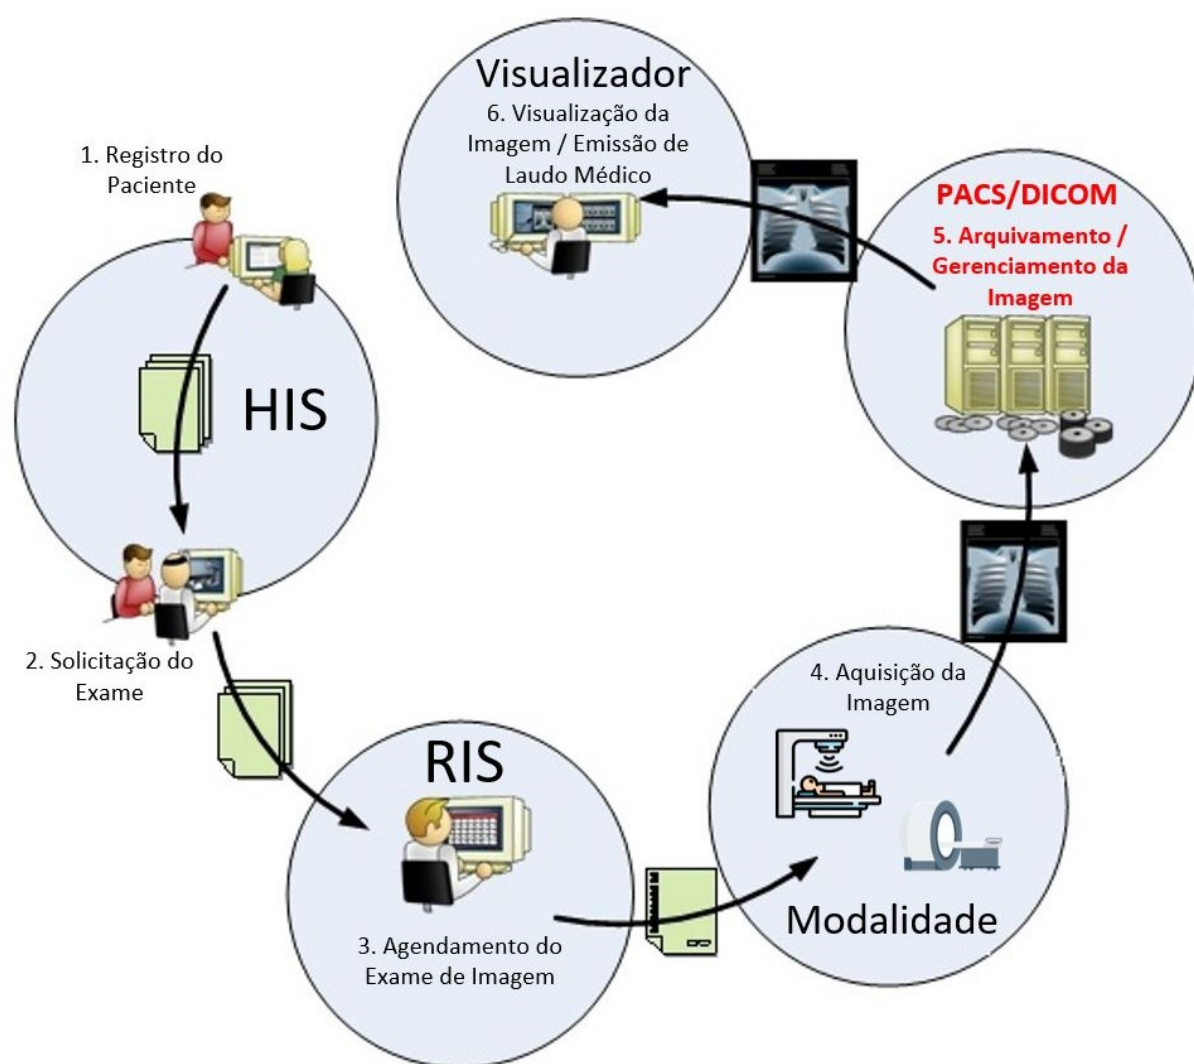 1. Registro do
Paciente
HIS
2. Solicitação do
Exame
RIS
3. Agendamento do
Exame de Imagem
4. Aquisição da
Imagem
Modalidade
PACS/DICOM
5. Arquivamento /
Gerenciamento da
Imagem
Visualizador
6. Visualização da
Imagem / Emissão de
Laudo Médico